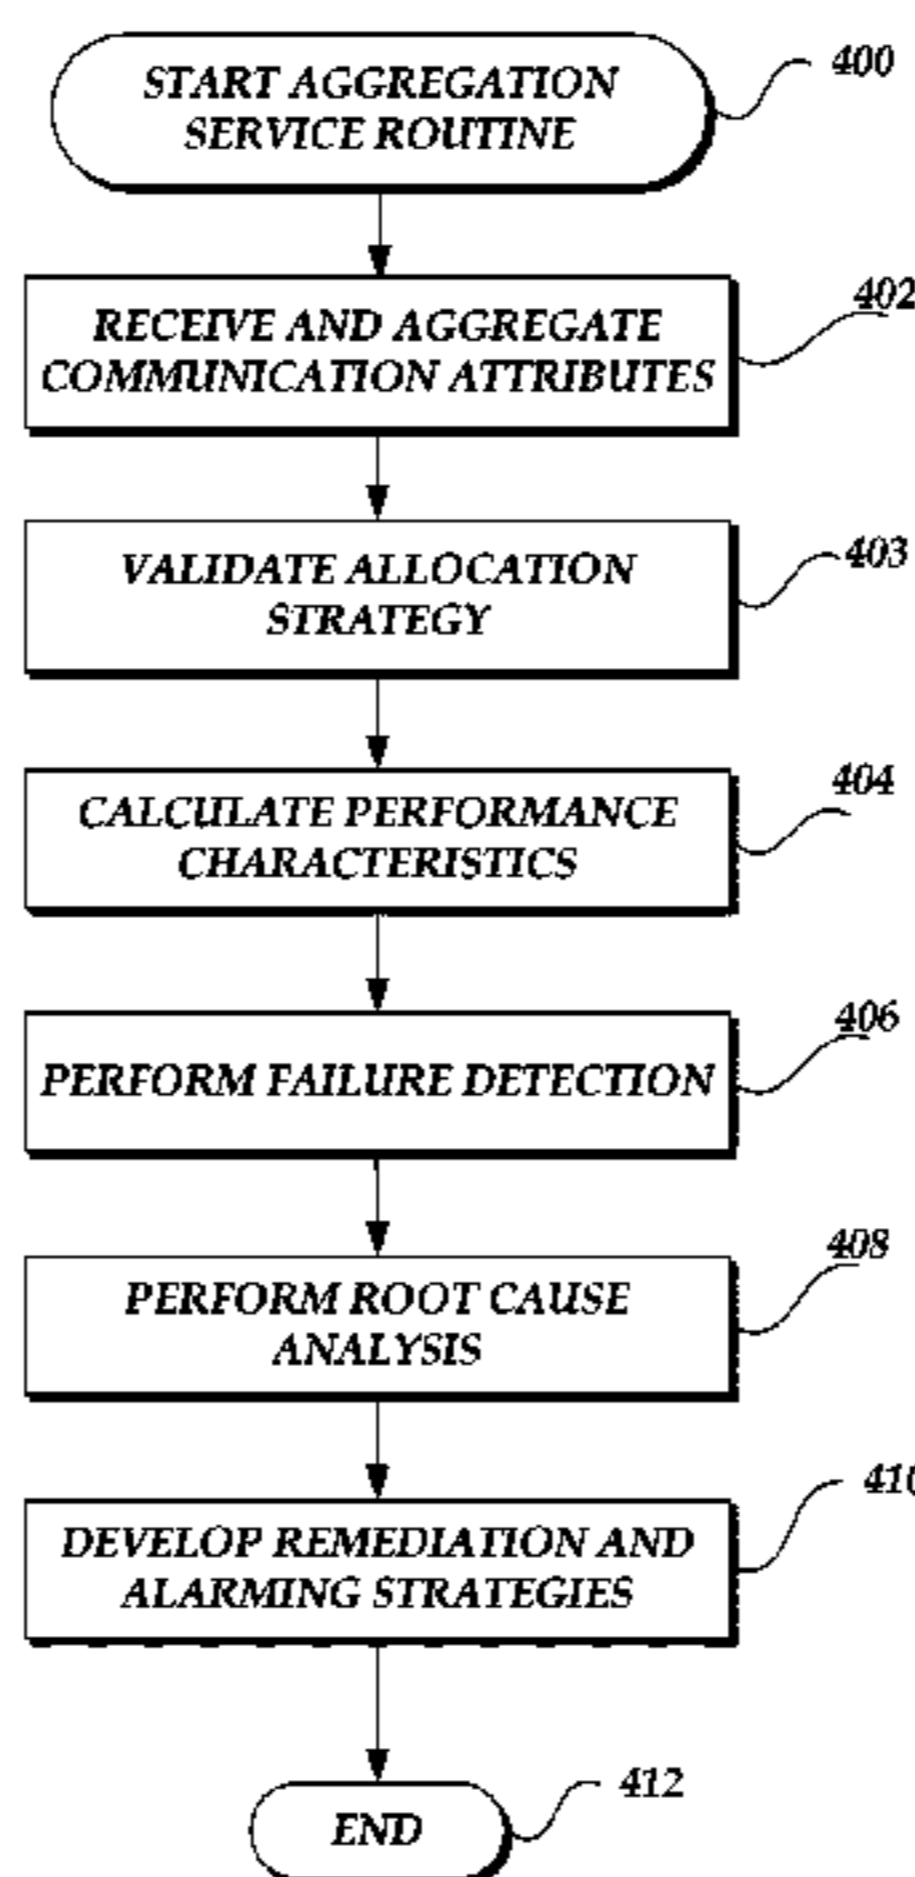 START AGGREGATION
SERVICE ROUTINE
400
RECEIVE AND AGGREGATE
COMMUNICATION ATTRIBUTES
402
VALIDATE ALLOCATION
STRATEGY
403
CALCULATE PERFORMANCE
CHARACTERISTICS
404
PERFORM FAILURE DETECTION
406
PERFORM ROOT CAUSE
ANALYSIS
408
DEVELOP REMEDIATION AND
ALARMING STRATEGIES
410
END
412